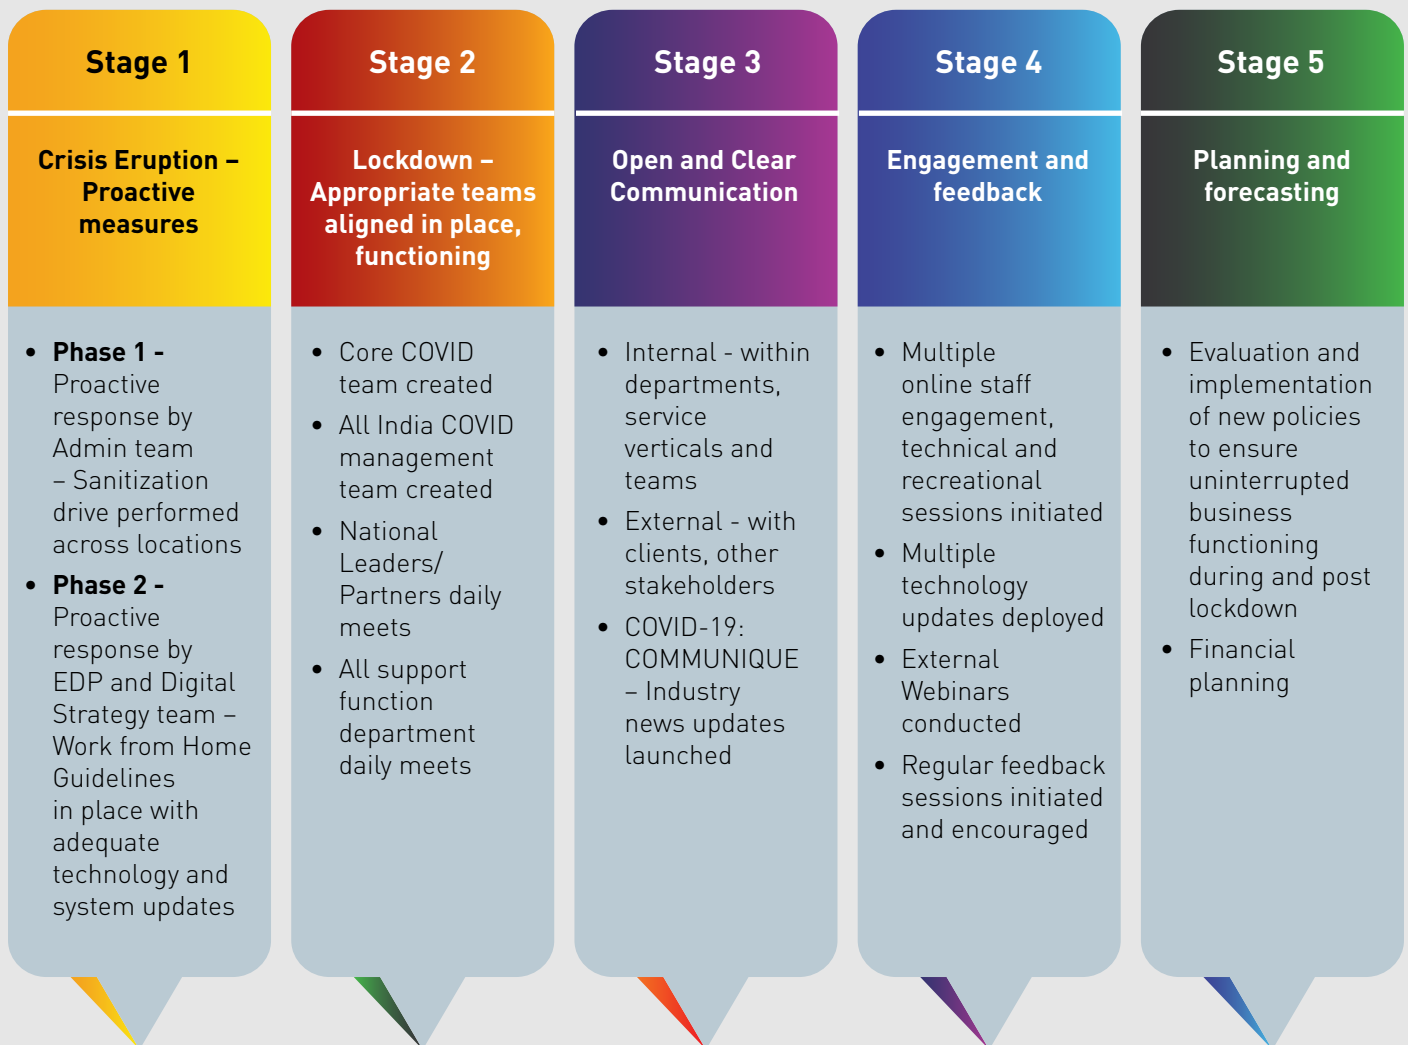 Stage 1
Crisis Eruption –
Proactive
measures
• Phase 1 -
Proactive
response by
Admin team
– Sanitization
drive performed
across locations
• Phase 2 -
Proactive
response by
EDP and Digital
Strategy team –
Work from Home
Guidelines
in place with
adequate
technology and
system updates
Stage 2
Lockdown –
Appropriate teams
aligned in place,
functioning
• Core COVID
team created
• All India COVID
management
team created
• National
Leaders/
Partners daily
meets
• All support
function
department
daily meets
Stage 3
Open and Clear
Communication
• Internal - within
departments,
service
verticals and
teams
• External - with
clients, other
stakeholders
• COVID-19:
COMMUNIQUE
– Industry
news updates
launched
Stage 4
Engagement and
feedback
• Multiple
online staff
engagement,
technical and
recreational
sessions initiated
• Multiple
technology
updates deployed
• External
Webinars
conducted
• Regular feedback
sessions initiated
and encouraged
Stage 5
Planning and
forecasting
• Evaluation and
implementation
of new policies
to ensure
uninterrupted
business
functioning
during and post
lockdown
• Financial
planning